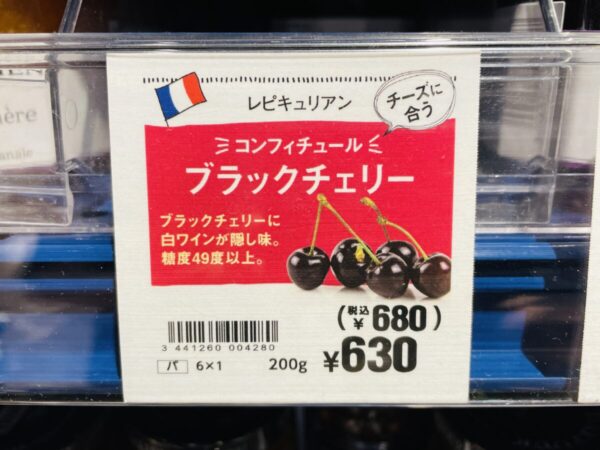 レピキュリアン
チーズに
合う
コンフィチュール
ブラックチェリー
ブラックチェリーに
白ワインが隠し味。
糖度49度以上。
(税込¥680)
¥630
3 441260 004280
バ 6×1 200g
ère
anale